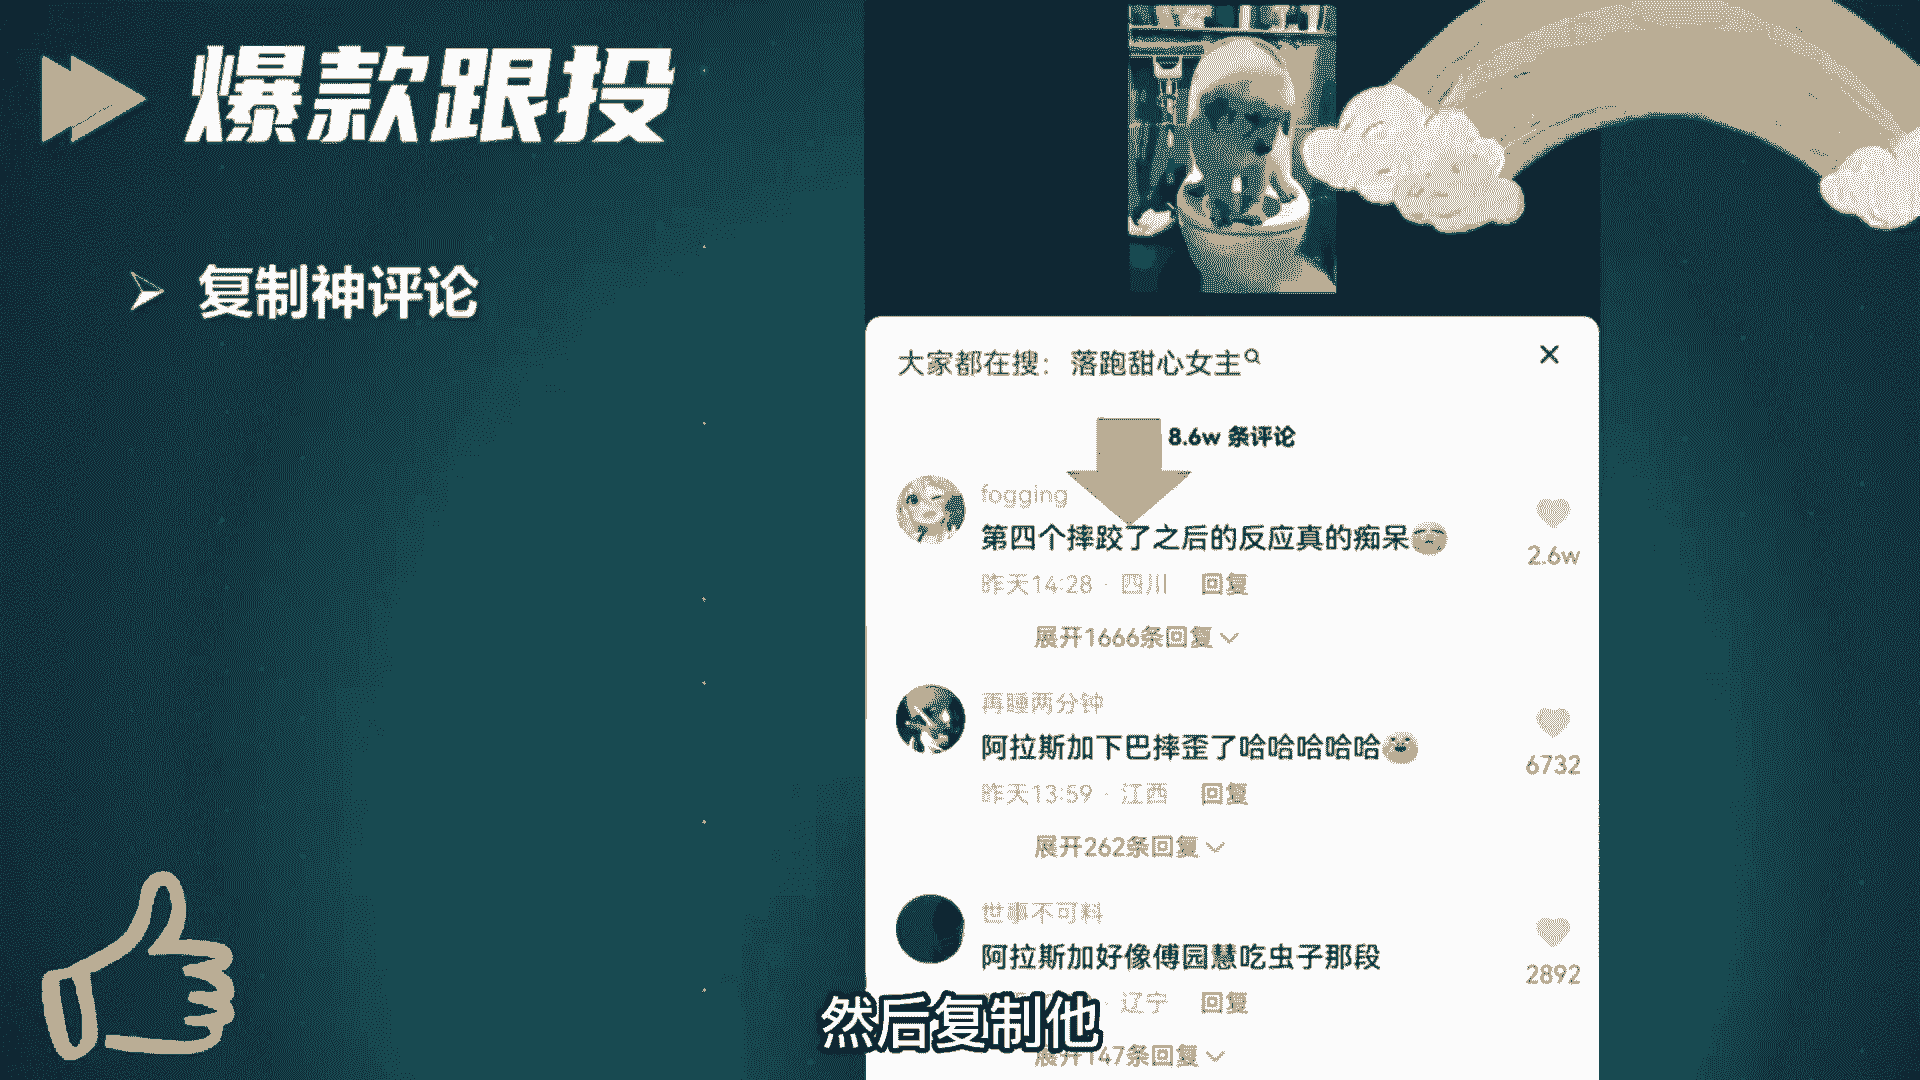 爆款跟投
复制神评论
大家都在搜：落跑甜心女主
8.6w 条评论
fogging
第四个摔跤了之后的反应真的痴呆
2.6w
昨天14:28 · 四川 回复
展开1666条回复
再睡两分钟
阿拉斯加下巴摔歪了哈哈哈哈哈
6732
昨天13:59 · 江西 回复
展开262条回复
世事不可料
阿拉斯加好像傅园慧吃虫子那段
2892
· 辽宁 回复
展开147条回复
然后复制他